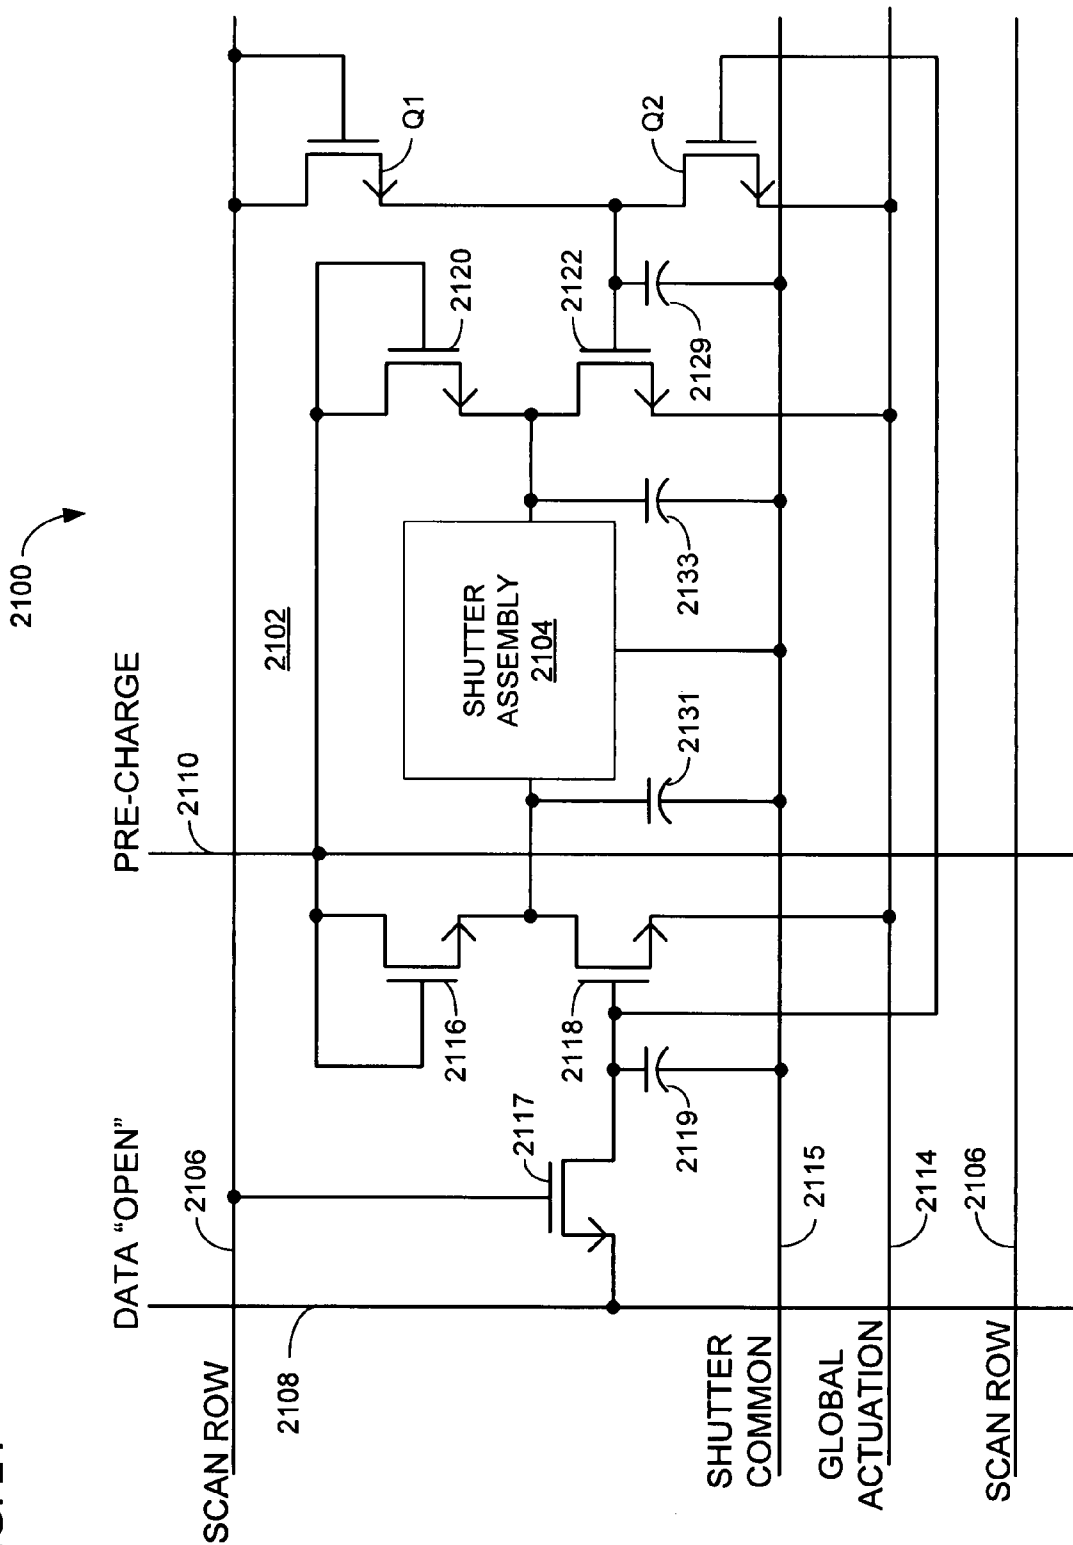 2100
DATA "OPEN"
PRE-CHARGE
2106
2110
SCAN ROW
2108
2102
2117
2116
2118
2119
SHUTTER
ASSEMBLY
2104
2131
2133
2120
2122
2129
Q1
Q2
SHUTTER
COMMON
2115
GLOBAL
ACTUATION
2114
SCAN ROW
2106